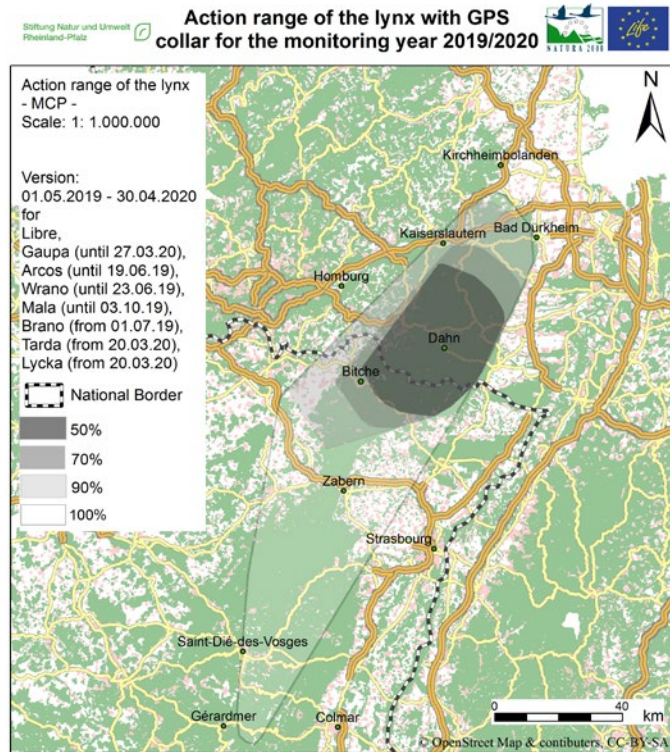 Stiftung Natur und Umwelt
Rheinland-Pfalz
Action range of the lynx with GPS
collar for the monitoring year 2019/2020
NATURA 2000
Life
Action range of the lynx
- MCP -
Scale: 1: 1.000.000
Version:
01.05.2019 - 30.04.2020
for
Libre,
Gaupa (until 27.03.20),
Arcos (until 19.06.19),
Wrano (until 23.06.19)
Mala (until 03.10.19),
Brano (from 01.07.19),
Tarda (from 20.03.20),
Lycka (from 20.03.20)
National Border
50%
70%
90%
100%
N
Kirchheimbolanden
Kaiserslautern
Bad Durkheim
Homburg
Dahn
Bitche
Zabern
Strasbourg
Saint-Dié-des-Vosges
Gérardmer
Colmar
0 20 40
km
© OpenStreet Map & contibuters, CC-BY-SA